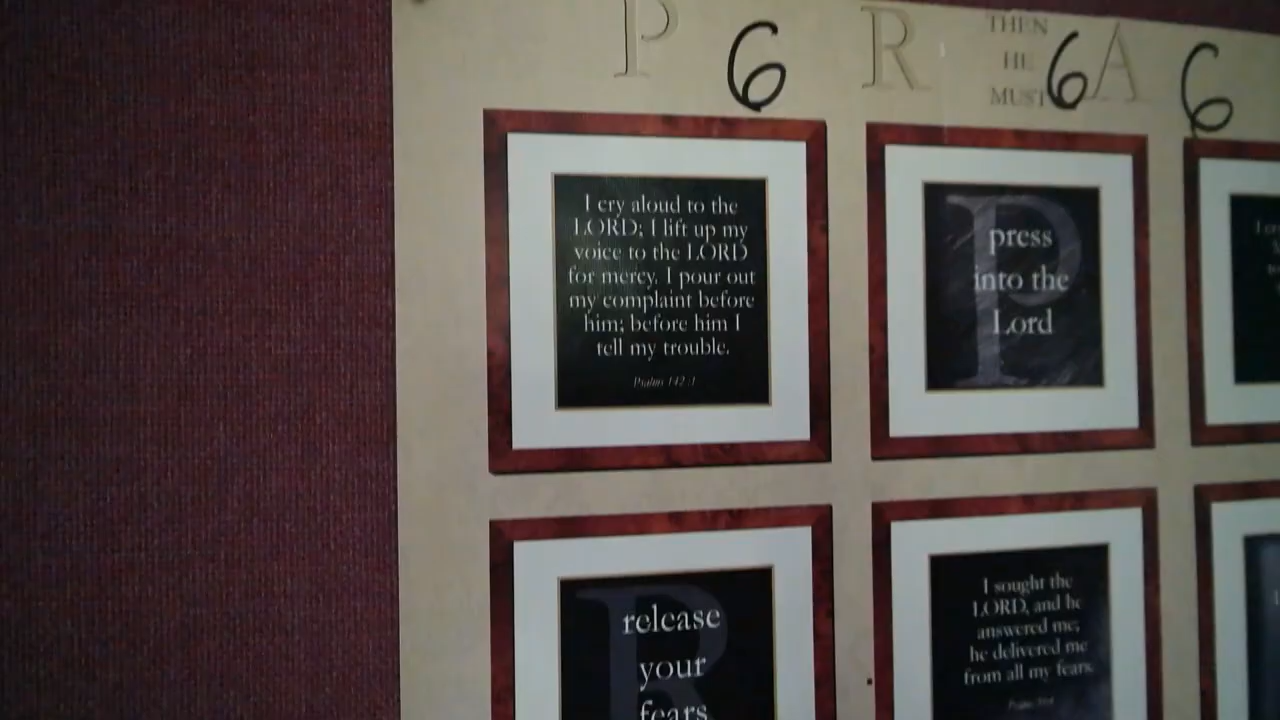 P 6 R 6 A 6
THEN
HE
MUST
I cry aloud to the
LORD; I lift up my
voice to the LORD
for mercy. I pour out
my complaint before
him; before him I
tell my trouble.
Psalm 142:1
P
press
into the
Lord
R
release
your
fears
I sought the
LORD, and he
answered me;
he delivered me
from all my fears.